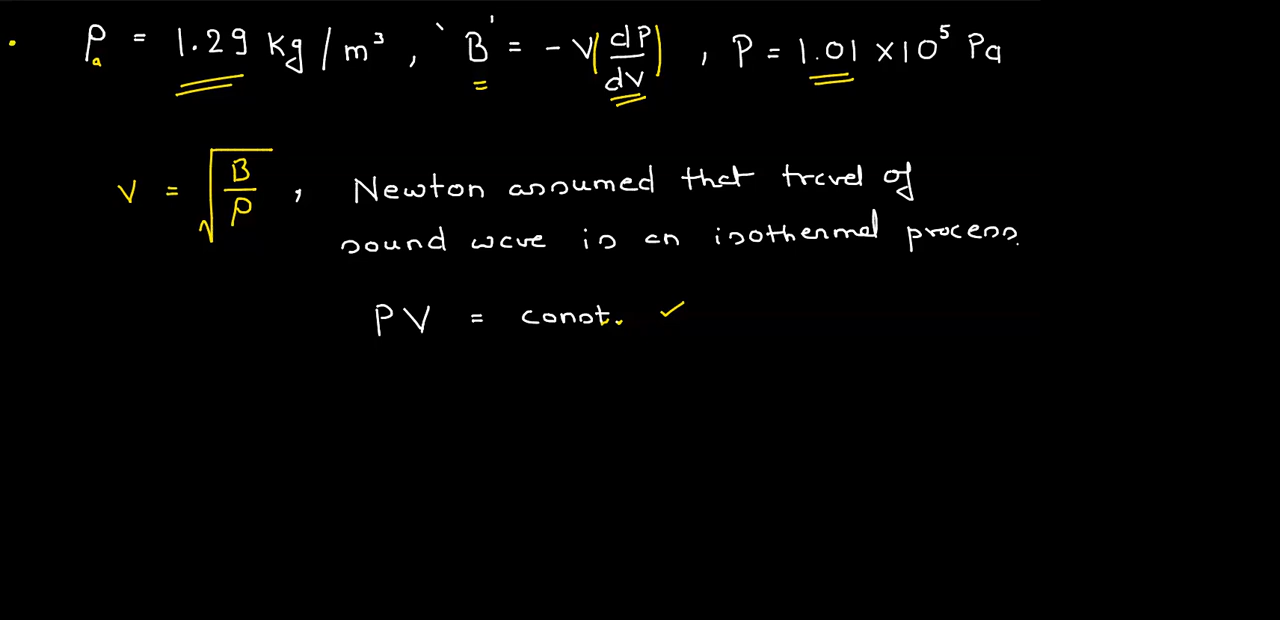 ρₐ = 1.29 kg/m³, 'B' = - V(dP/dV), P = 1.01 × 10⁵ Pa
v = √(B/ρ), Newton assumed that travel of
sound wave is an isothermal process.
PV = const. ✓